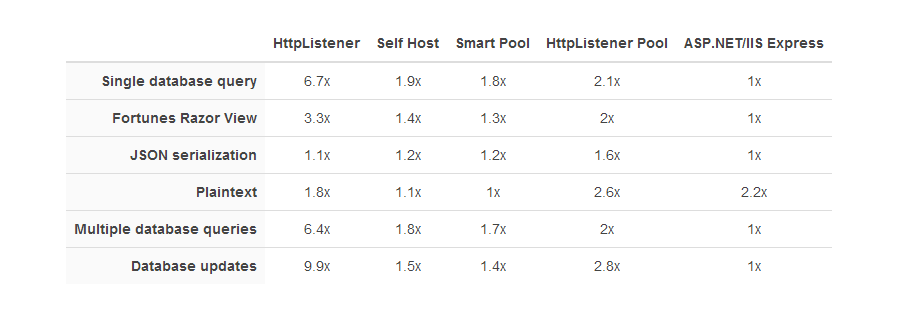 HttpListener Self Host Smart Pool HttpListener Pool ASP.NET/IIS Express
Single database query 6.7x 1.9x 1.8x 2.1x 1x
Fortunes Razor View 3.3x 1.4x 1.3x 2x 1x
JSON serialization 1.1x 1.2x 1.2x 1.6x 1x
Plaintext 1.8x 1.1x 1x 2.6x 2.2x
Multiple database queries 6.4x 1.8x 1.7x 2x 1x
Database updates 9.9x 1.5x 1.4x 2.8x 1x